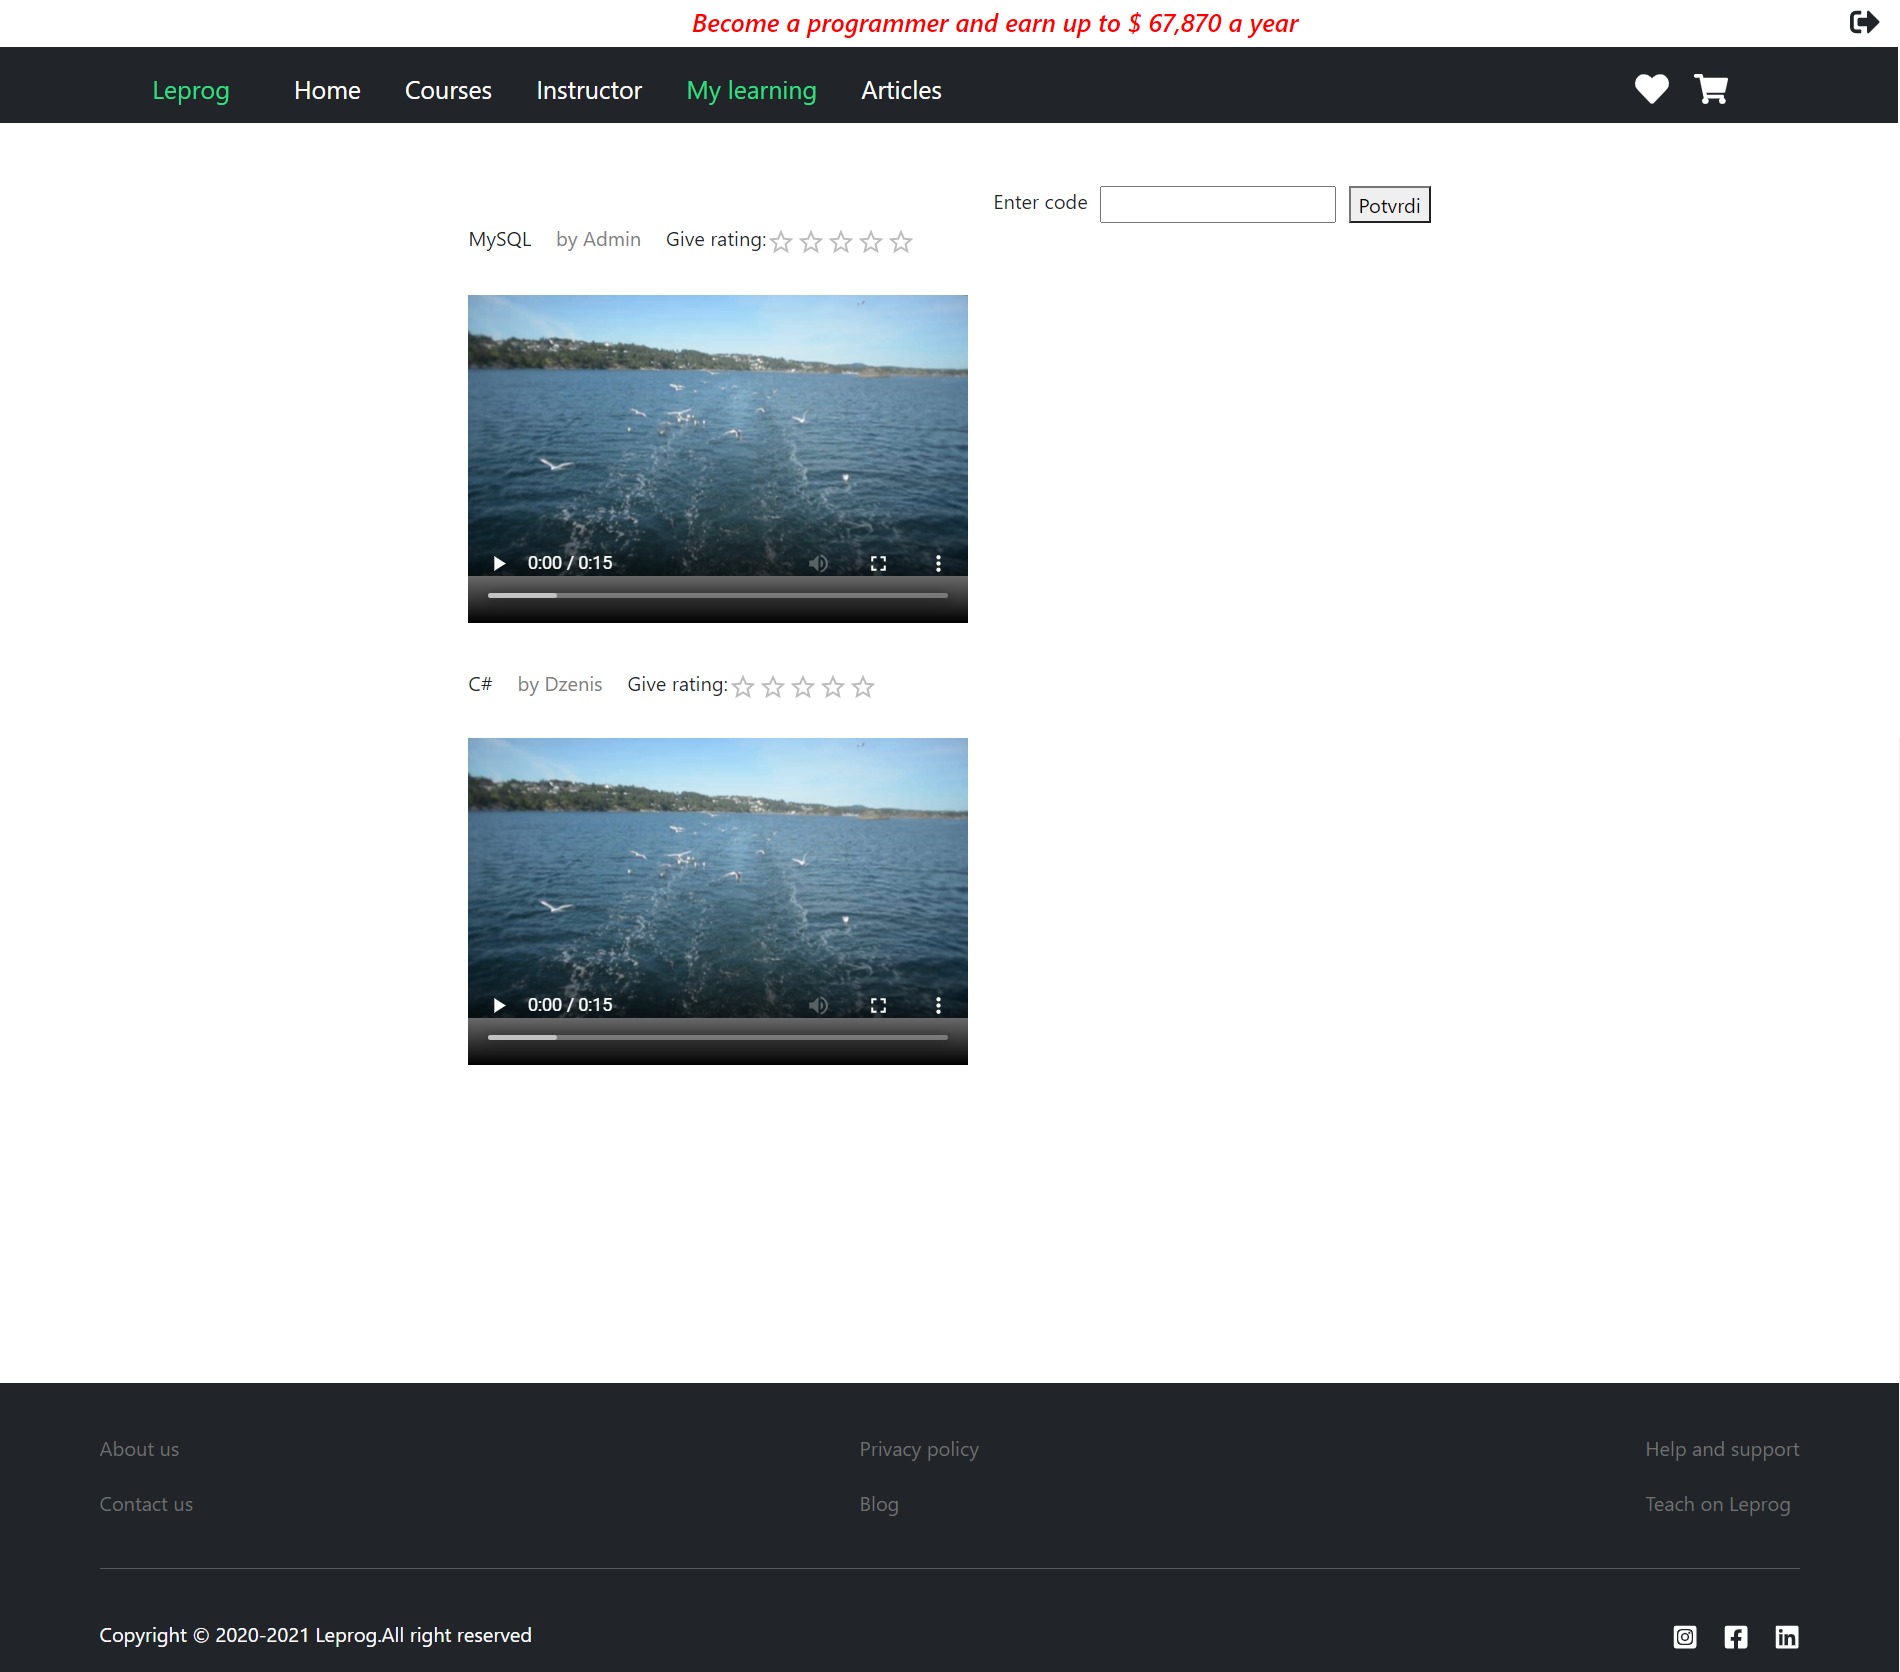 Become a programmer and earn up to $ 67,870 a year
Leprog Home Courses Instructor My learning Articles
Enter code Potvrdi
MySQL by Admin Give rating:
0:00 / 0:15
C# by Dzenis Give rating:
0:00 / 0:15
About us Privacy policy Help and support
Contact us Blog Teach on Leprog
Copyright © 2020-2021 Leprog.All right reserved